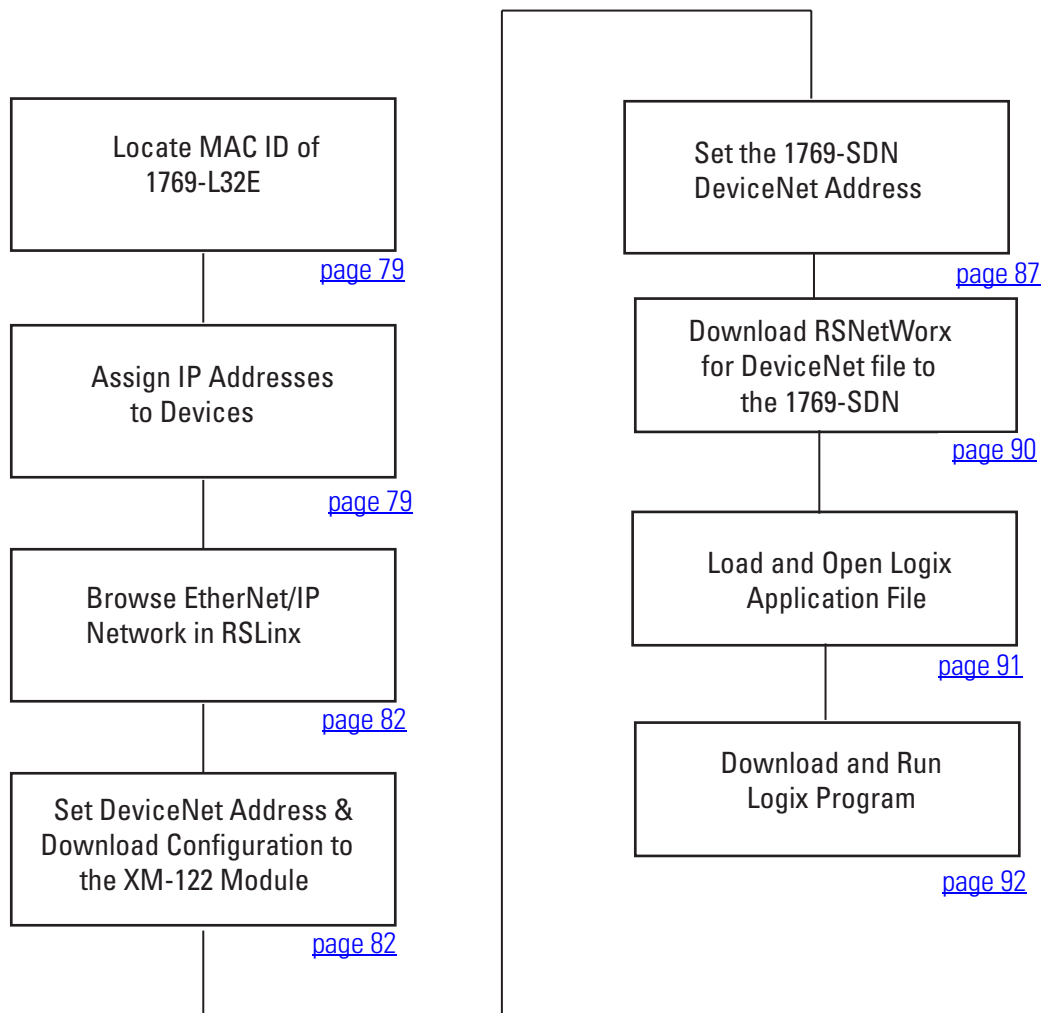 Locate MAC ID of
1769-L32E
page 79
Assign IP Addresses
to Devices
page 79
Browse EtherNet/IP
Network in RSLinx
page 82
Set DeviceNet Address &
Download Configuration to
the XM-122 Module
page 82
Set the 1769-SDN
DeviceNet Address
page 87
Download RSNetWorx
for DeviceNet file to
the 1769-SDN
page 90
Load and Open Logix
Application File
page 91
Download and Run
Logix Program
page 92